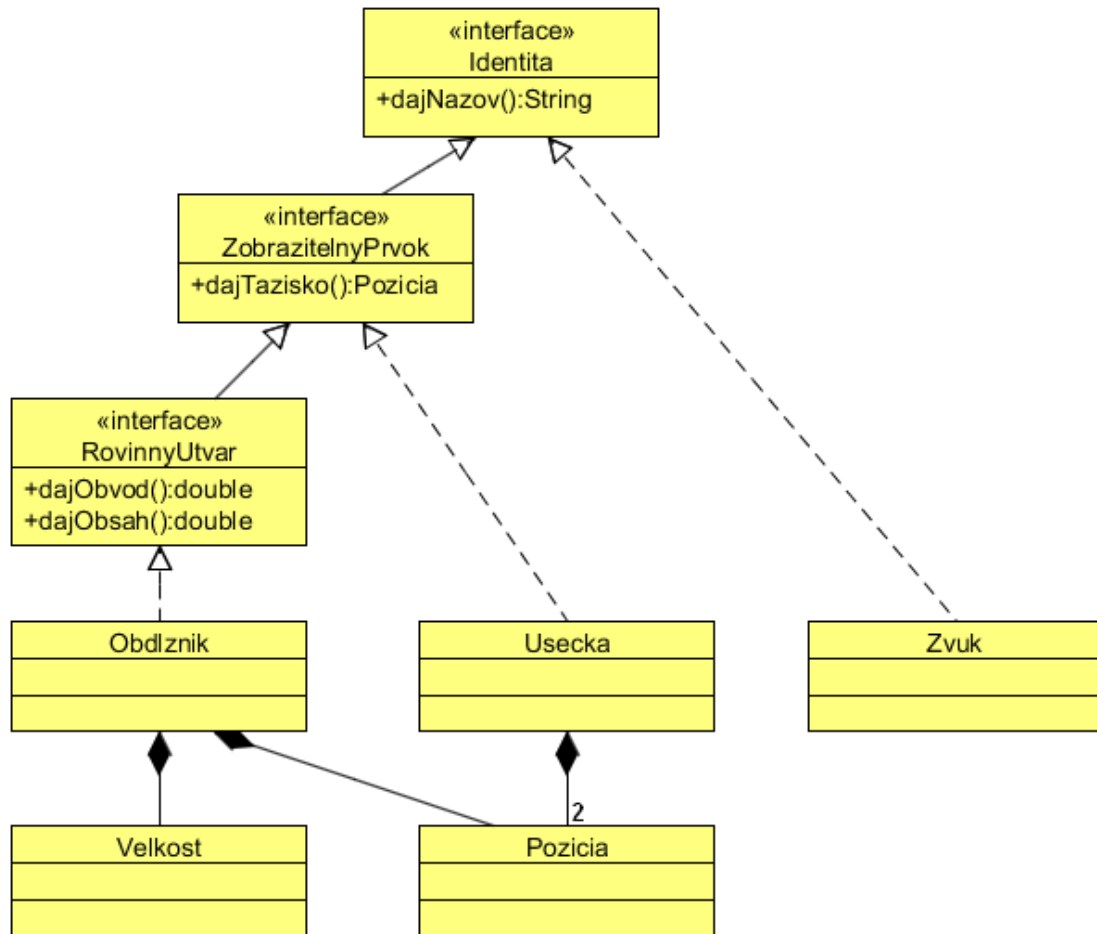 «interface»
Identita
+dajNazov():String
«interface»
ZobrazitelnyPrvok
+dajTazisko():Pozicia
«interface»
RovinnyUtvar
+dajObvod():double
+dajObsah():double
Obdlznik
Usecka
Zvuk
2
Velkost
Pozicia